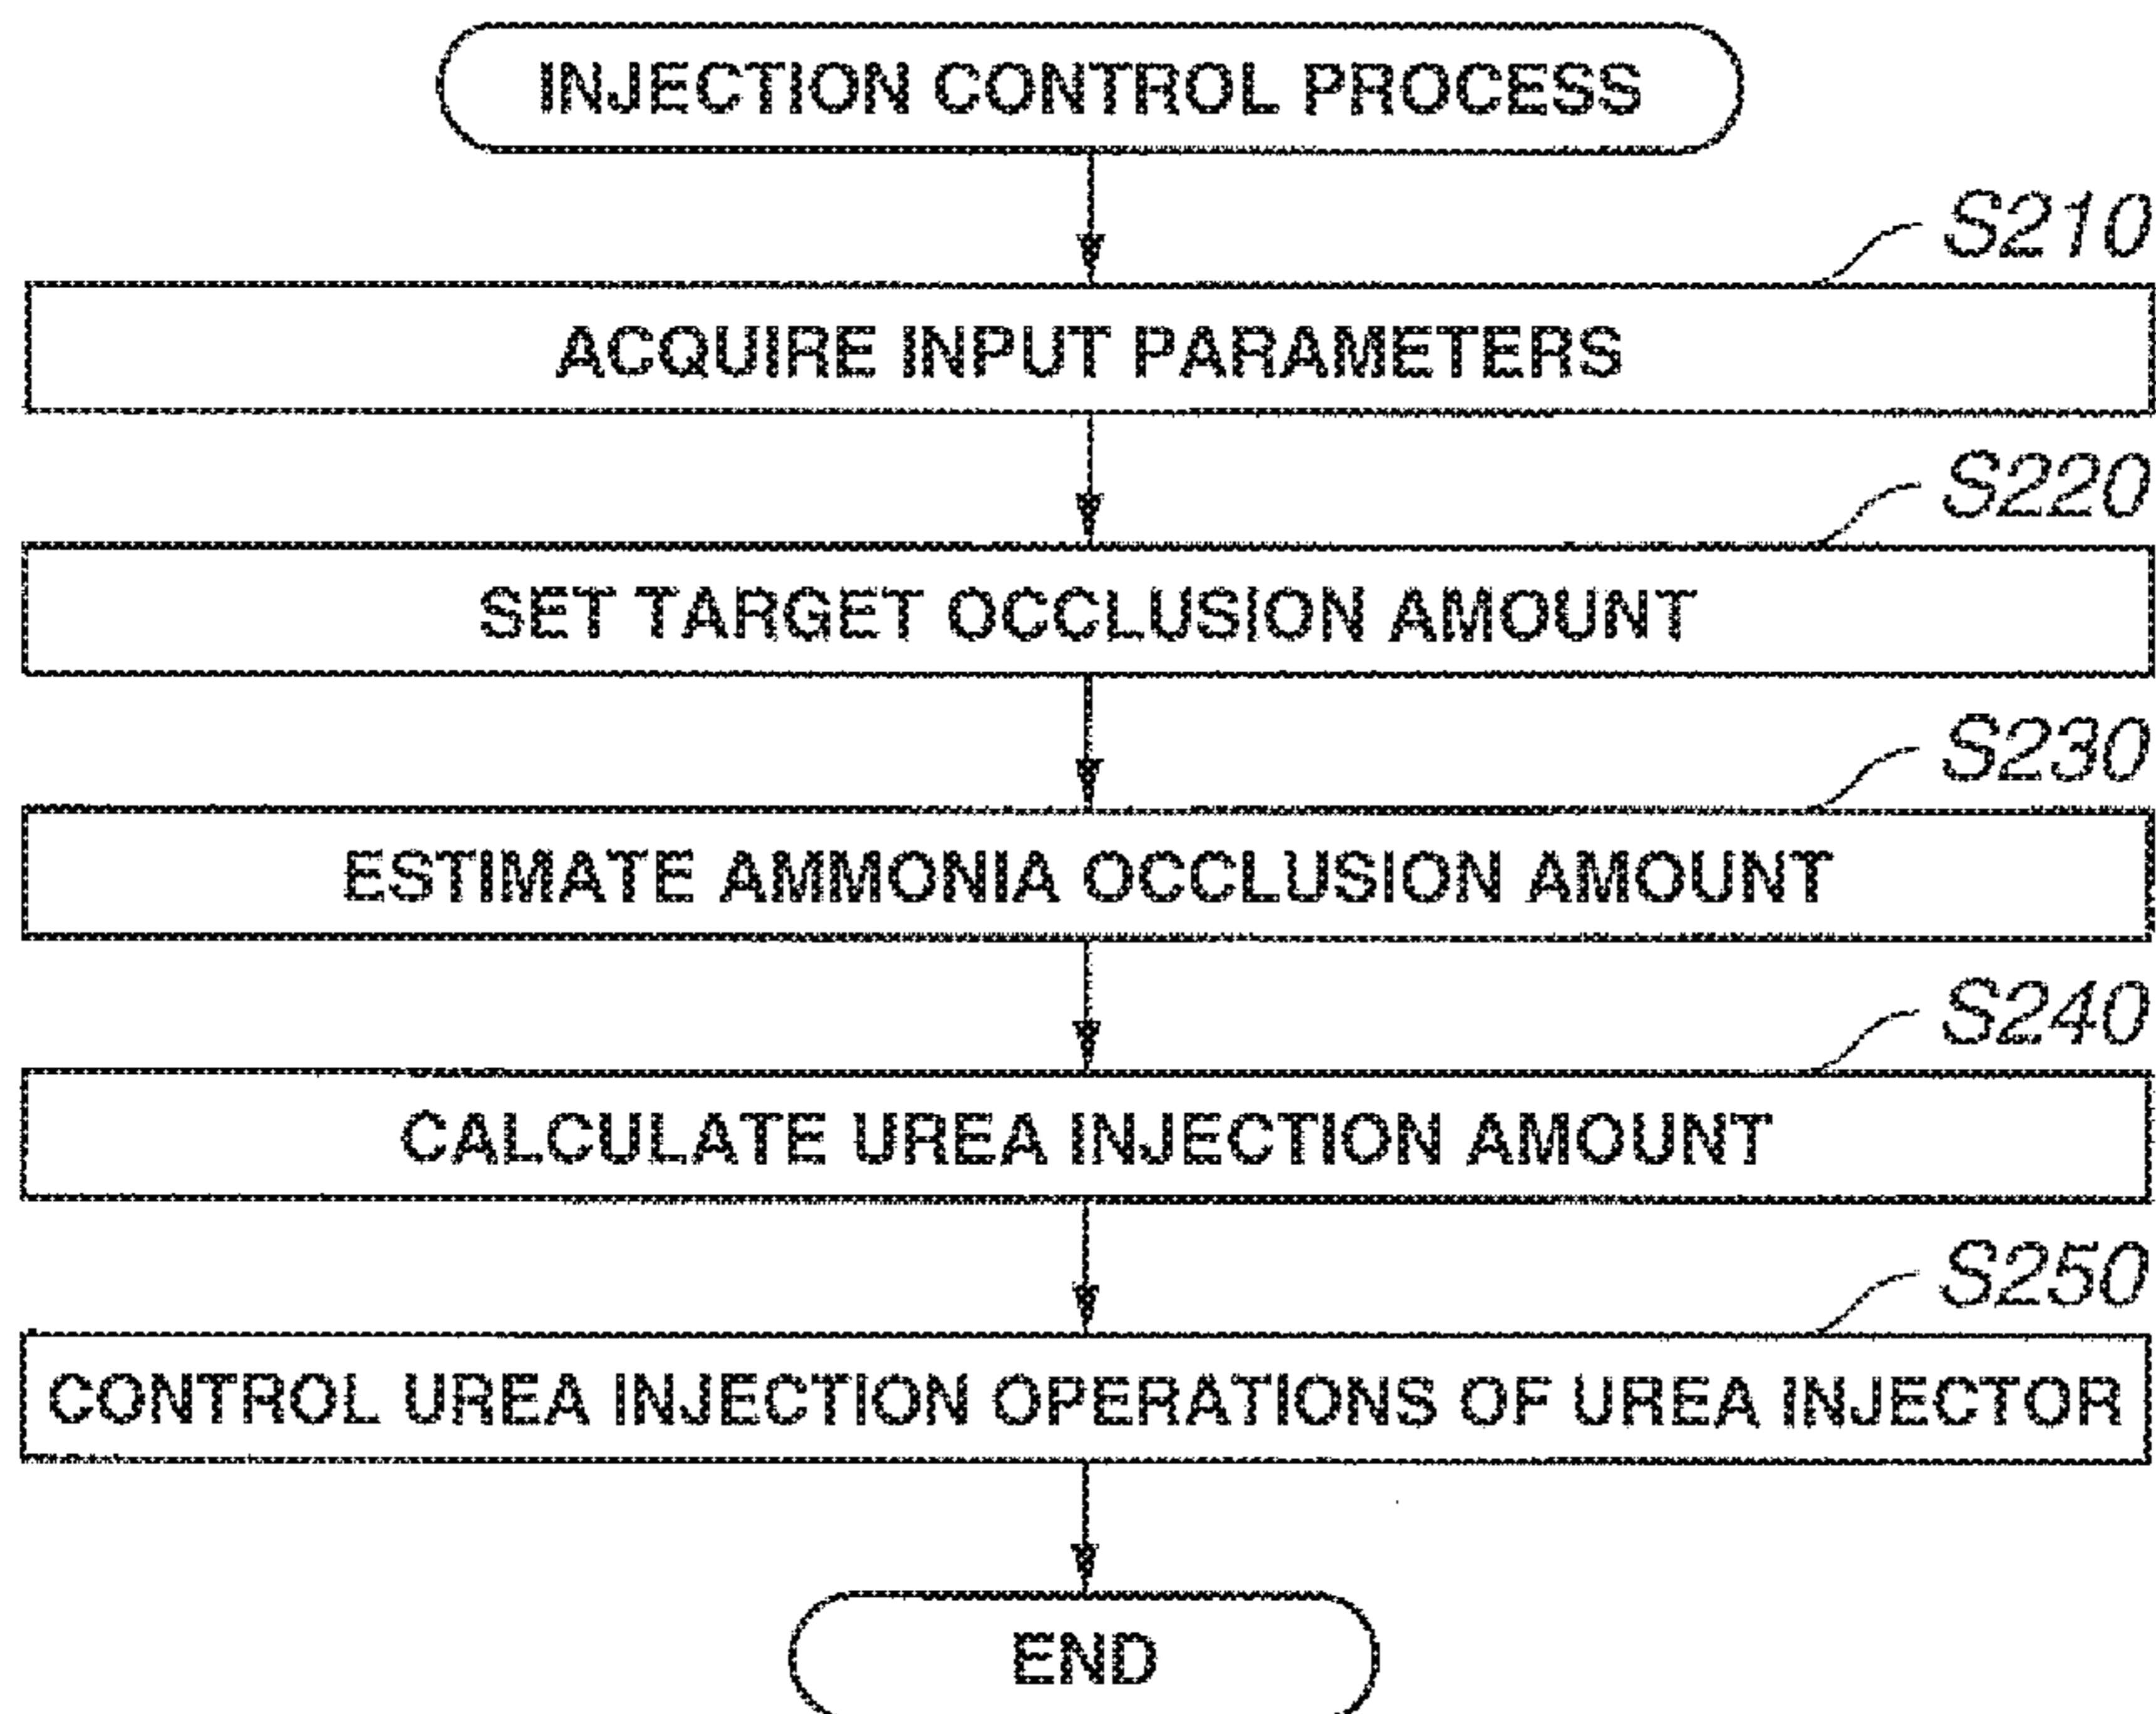 INJECTION CONTROL PROCESS
S210
ACQUIRE INPUT PARAMETERS
S220
SET TARGET OCCLUSION AMOUNT
S230
ESTIMATE AMMONIA OCCLUSION AMOUNT
S240
CALCULATE UREA INJECTION AMOUNT
S250
CONTROL UREA INJECTION OPERATIONS OF UREA INJECTOR
END